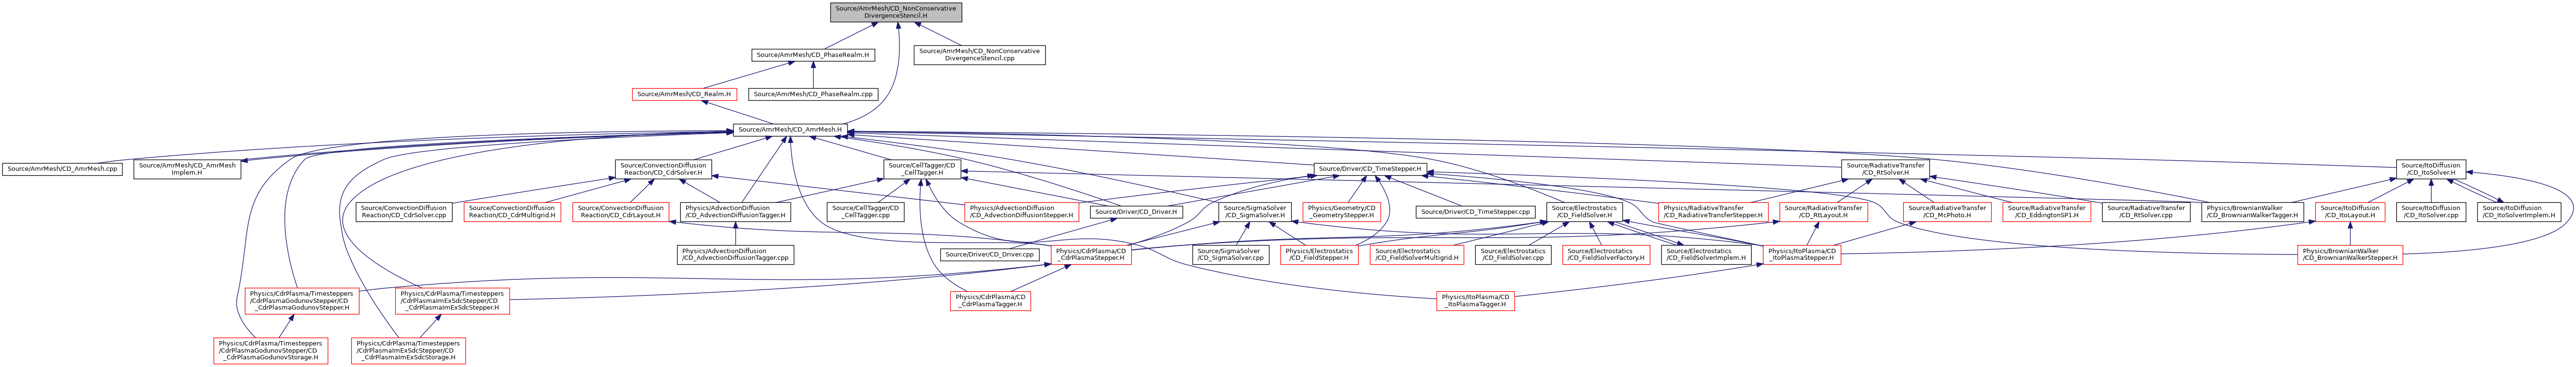 Source/AmrMesh/CD_NonConservative
DivergenceStencil.H
Source/AmrMesh/CD_PhaseRealm.H
Source/AmrMesh/CD_NonConservative
DivergenceStencil.cpp
Source/AmrMesh/CD_Realm.H
Source/AmrMesh/CD_PhaseRealm.cpp
Source/AmrMesh/CD_AmrMesh.H
Source/AmrMesh/CD_AmrMesh.cpp
Source/AmrMesh/CD_AmrMesh
Implem.H
Source/ConvectionDiffusion
Reaction/CD_CdrSolver.H
Source/CellTagger/CD
_CellTagger.H
Source/Driver/CD_TimeStepper.H
Source/RadiativeTransfer
/CD_RtSolver.H
Source/ItoDiffusion
/CD_ItoSolver.H
Source/ConvectionDiffusion
Reaction/CD_CdrSolver.cpp
Source/ConvectionDiffusion
Reaction/CD_CdrMultigrid.H
Source/ConvectionDiffusion
Reaction/CD_CdrLayout.H
Physics/AdvectionDiffusion
/CD_AdvectionDiffusionTagger.H
Source/CellTagger/CD
_CellTagger.cpp
Physics/AdvectionDiffusion
/CD_AdvectionDiffusionStepper.H
Source/Driver/CD_Driver.H
Source/SigmaSolver
/CD_SigmaSolver.H
Physics/Geometry/CD
_GeometryStepper.H
Source/Driver/CD_TimeStepper.cpp
Source/Electrostatics
/CD_FieldSolver.H
Physics/RadiativeTransfer
/CD_RadiativeTransferStepper.H
Source/RadiativeTransfer
/CD_RtLayout.H
Source/RadiativeTransfer
/CD_McPhoto.H
Source/RadiativeTransfer
/CD_EddingtonSP1.H
Source/RadiativeTransfer
/CD_RtSolver.cpp
Physics/BrownianWalker
/CD_BrownianWalkerTagger.H
Source/ItoDiffusion
/CD_ItoLayout.H
Source/ItoDiffusion
/CD_ItoSolver.cpp
Source/ItoDiffusion
/CD_ItoSolverImplem.H
Physics/AdvectionDiffusion
/CD_AdvectionDiffusionTagger.cpp
Source/Driver/CD_Driver.cpp
Physics/CdrPlasma/CD
_CdrPlasmaStepper.H
Source/SigmaSolver
/CD_SigmaSolver.cpp
Physics/Electrostatics
/CD_FieldStepper.H
Source/Electrostatics
/CD_FieldSolverMultigrid.H
Source/Electrostatics
/CD_FieldSolver.cpp
Source/Electrostatics
/CD_FieldSolverFactory.H
Source/Electrostatics
/CD_FieldSolverImplem.H
Physics/ItoPlasma/CD
_ItoPlasmaStepper.H
Physics/BrownianWalker
/CD_BrownianWalkerStepper.H
Physics/CdrPlasma/Timesteppers
/CdrPlasmaGodunovStepper/CD
_CdrPlasmaGodunovStepper.H
Physics/CdrPlasma/Timesteppers
/CdrPlasmaImExSdcStepper/CD
_CdrPlasmaImExSdcStepper.H
Physics/CdrPlasma/CD
_CdrPlasmaTagger.H
Physics/ItoPlasma/CD
_ItoPlasmaTagger.H
Physics/CdrPlasma/Timesteppers
/CdrPlasmaGodunovStepper/CD
_CdrPlasmaGodunovStorage.H
Physics/CdrPlasma/Timesteppers
/CdrPlasmaImExSdcStepper/CD
_CdrPlasmaImExSdcStorage.H